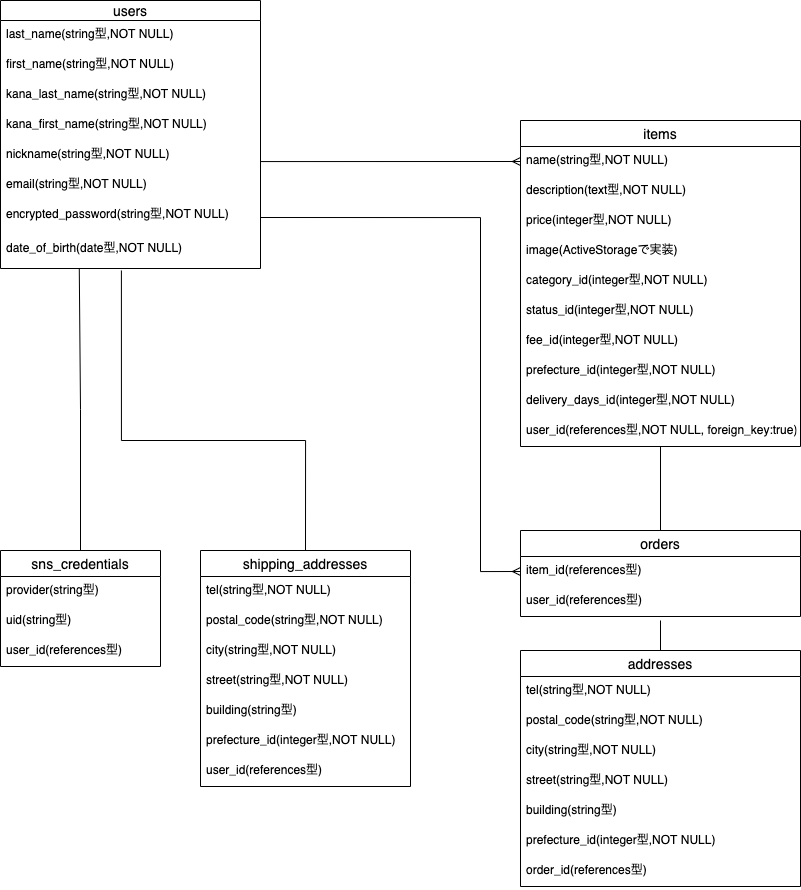 users
last_name(string型,NOT NULL)
first_name(string型,NOT NULL)
kana_last_name(string型,NOT NULL)
kana_first_name(string型,NOT NULL)
nickname(string型,NOT NULL)
email(string型,NOT NULL)
encrypted_password(string型,NOT NULL)
date_of_birth(date型,NOT NULL)
items
name(string型,NOT NULL)
description(text型,NOT NULL)
price(integer型,NOT NULL)
image(ActiveStorageで実装)
category_id(integer型,NOT NULL)
status_id(integer型,NOT NULL)
fee_id(integer型,NOT NULL)
prefecture_id(integer型,NOT NULL)
delivery_days_id(integer型,NOT NULL)
user_id(references型,NOT NULL, foreign_key:true)
sns_credentials
provider(string型)
uid(string型)
user_id(references型)
shipping_addresses
tel(string型,NOT NULL)
postal_code(string型,NOT NULL)
city(string型,NOT NULL)
street(string型,NOT NULL)
building(string型)
prefecture_id(integer型,NOT NULL)
user_id(references型)
orders
item_id(references型)
user_id(references型)
addresses
tel(string型,NOT NULL)
postal_code(string型,NOT NULL)
city(string型,NOT NULL)
street(string型,NOT NULL)
building(string型)
prefecture_id(integer型,NOT NULL)
order_id(references型)